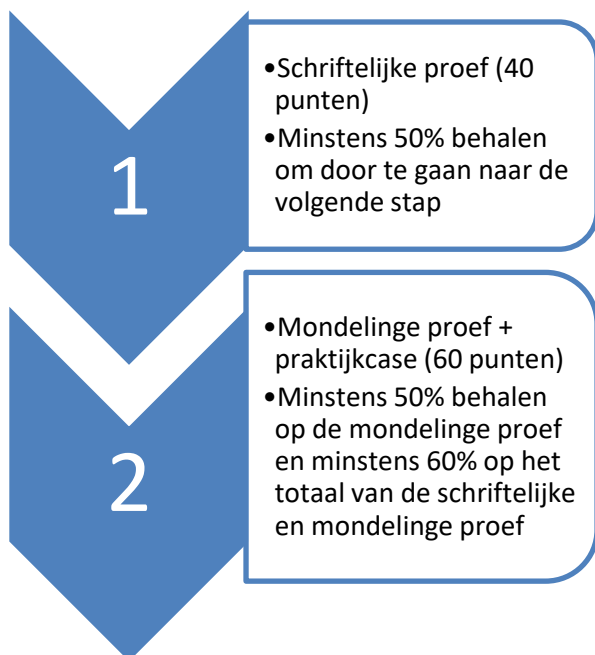 1
•Schriftelijke proef (40
punten)
•Minstens 50% behalen
om door te gaan naar de
volgende stap
2
•Mondelinge proef +
praktijkcase (60 punten)
•Minstens 50% behalen
op de mondelinge proef
en minstens 60% op het
totaal van de schriftelijke
en mondelinge proef